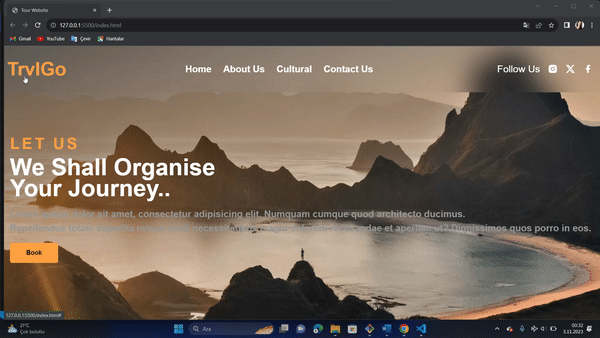 Tour Website
127.0.0.1:5500/index.html
Gmail YouTube Çeviri Haritalar
TrvlGo Home About Us Cultural Contact Us Follow Us
LET US
We Shall Organise
Your Journey..
dolor sit amet, consectetur adipisicing elit. Numquam cumque quod architecto ducimus.
Repellendus totam expedita et aperiam ut? Dignissimos quos porro in eos.
Book
127.0.0.1:5500/index.html#
21°C
Çok bulutlu
Ara
00:32
3.11.2023